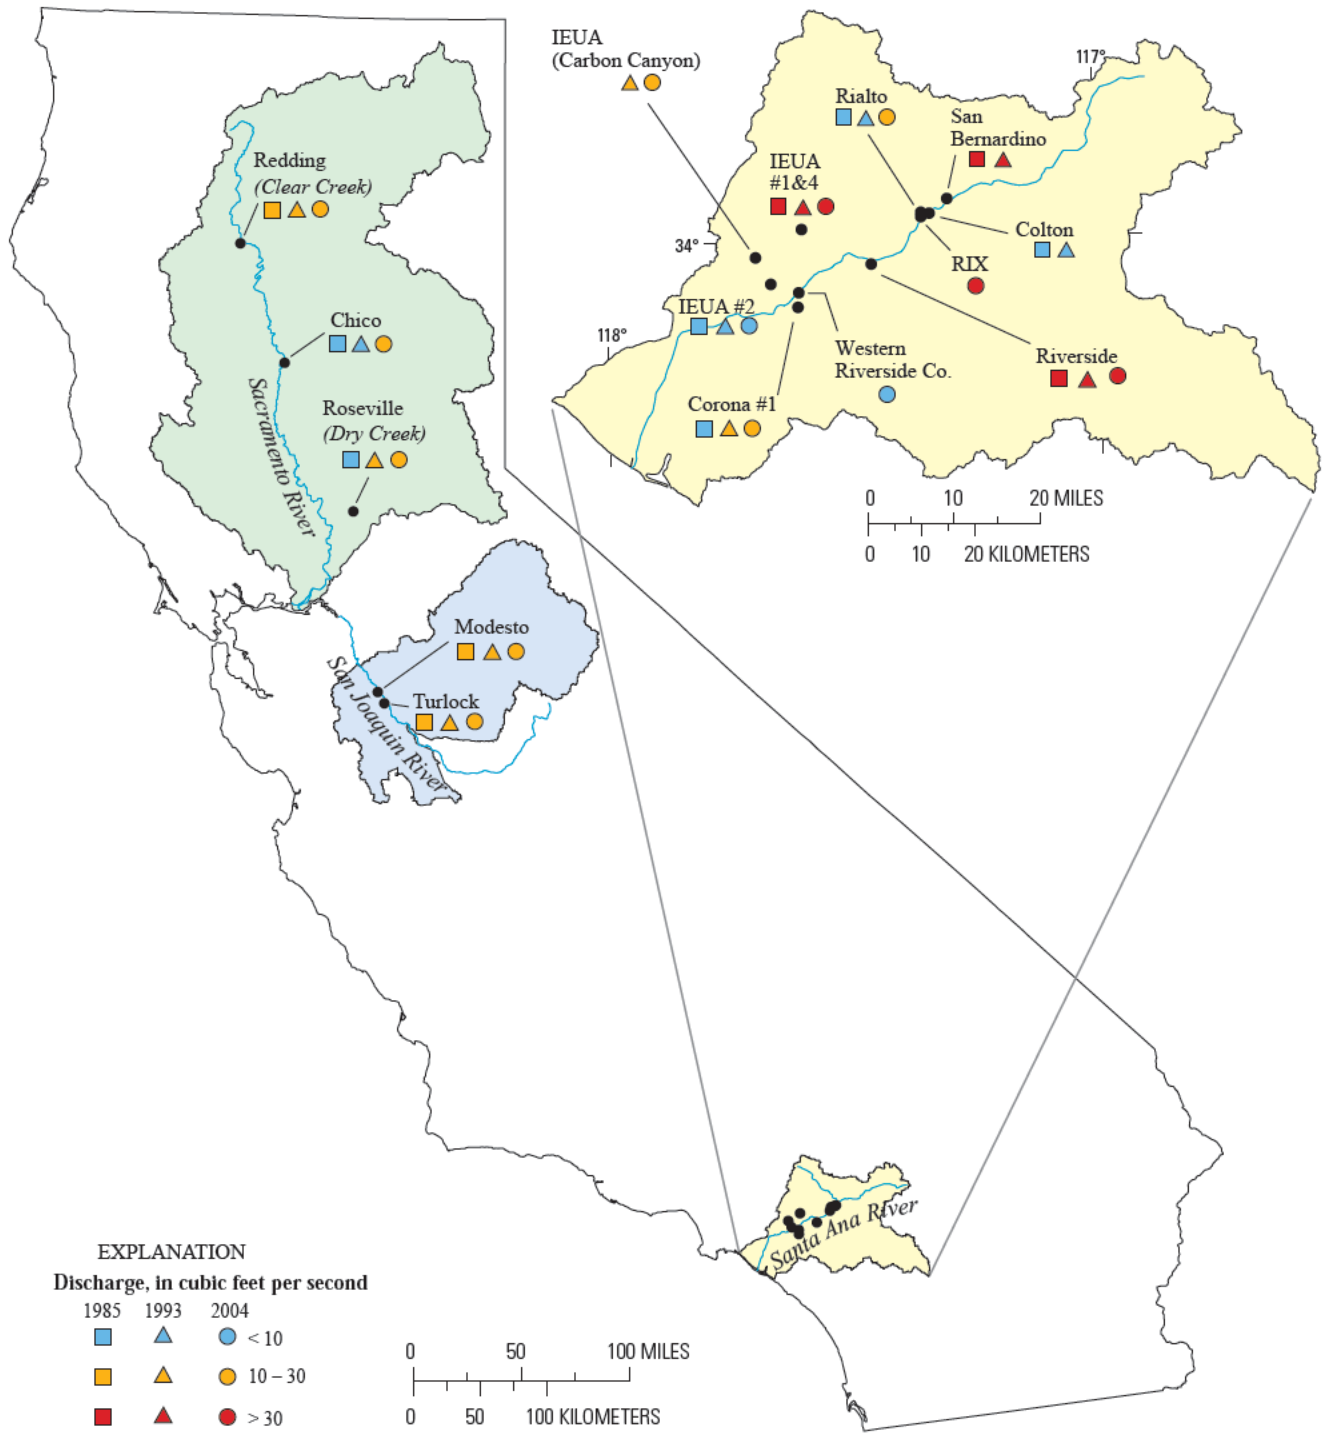 IEUA
(Carbon Canyon)
117°
Rialto
San
Bernardino
Redding
(Clear Creek)
IEUA
#1&4
34°
Colton
RIX
Chico
IEUA #2
118°
Western
Riverside Co.
Riverside
Sacramento River
Roseville
(Dry Creek)
Corona #1
0 10 20 MILES
0 10 20 KILOMETERS
Modesto
San Joaquin River
Turlock
Santa Ana River
EXPLANATION
Discharge, in cubic feet per second
1985 1993 2004
< 10
10 – 30
> 30
0 50 100 MILES
0 50 100 KILOMETERS